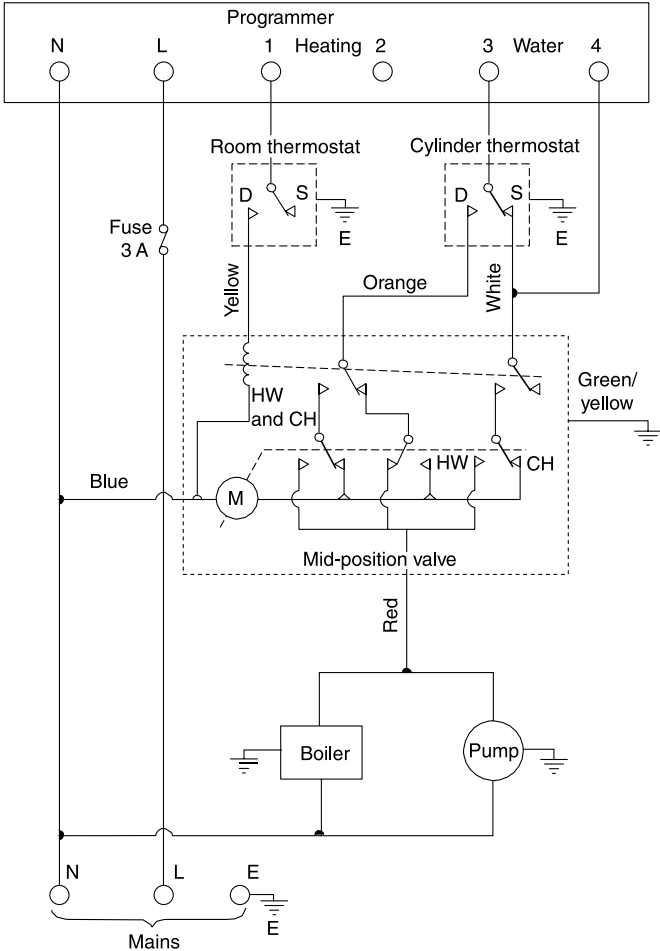 Programmer
N L 1 Heating 2 3 Water 4
Room thermostat Cylinder thermostat
D S D S
E E
Fuse
3 A
Yellow Orange White
Green/
yellow
HW
and CH
HW CH
Blue M
Mid-position valve
Red
Boiler Pump
N L E
E
Mains